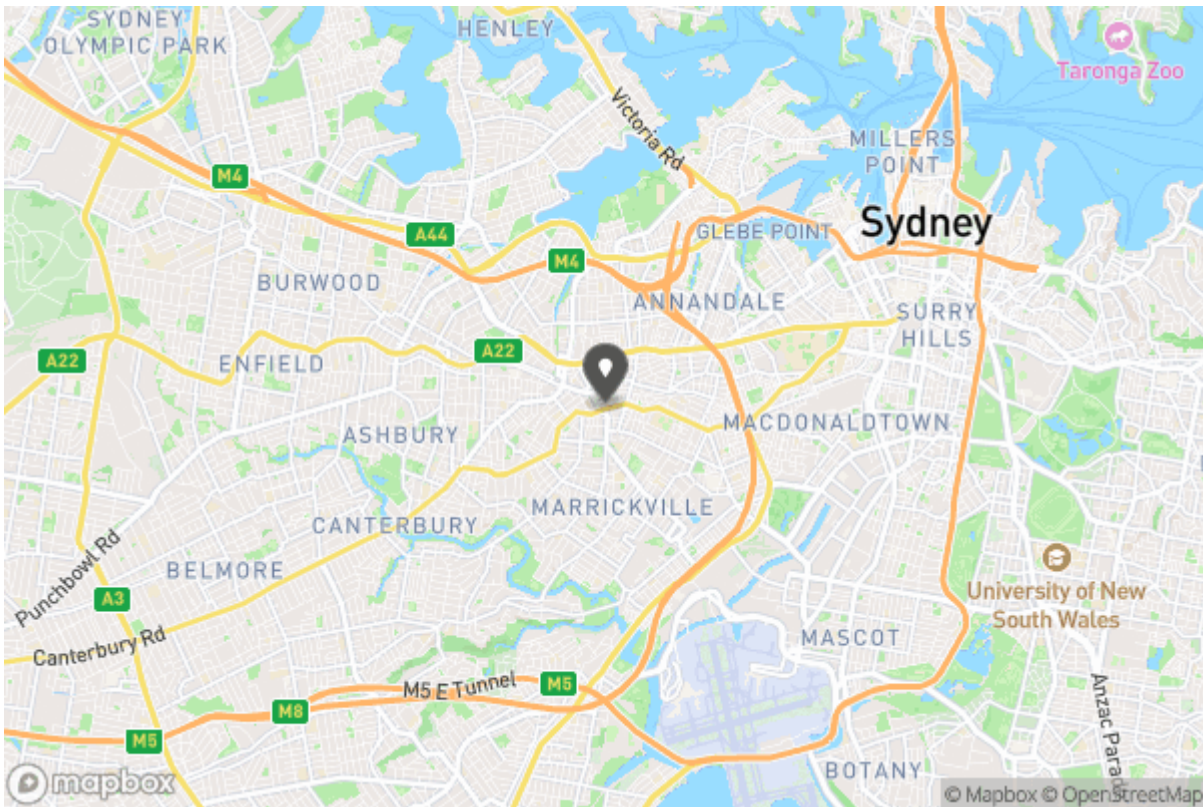 SYDNEY
OLYMPIC PARK
HENLEY
Taronga Zoo
Victoria Rd
MILLERS
POINT
M4
A44
GLEBE POINT
Sydney
M4
BURWOOD
ANNANDALE
SURRY
HILLS
A22
ENFIELD
A22
ASHBURY
MACDONALDTOWN
CANTERBURY
MARRICKVILLE
Punchbowl Rd
BELMORE
University of New
South Wales
A3
Canterbury Rd
MASCOT
M5 E Tunnel
M5
M8
M5
Anzac Parad
BOTANY
mapbox
© Mapbox © OpenStreetMap